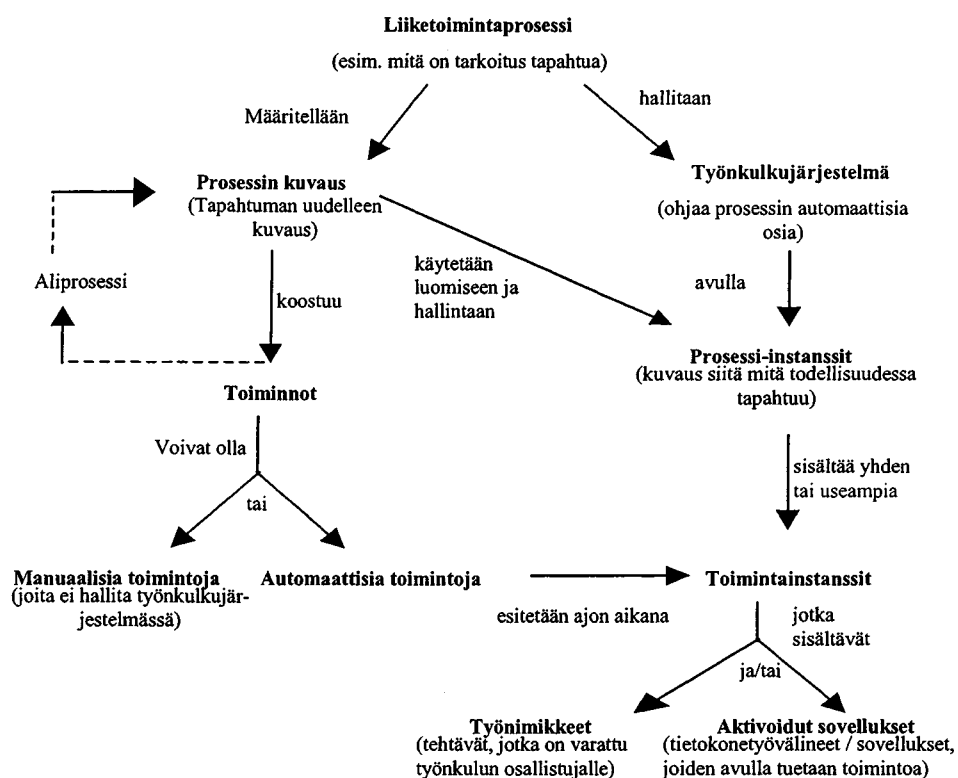 Liiketoimintaprosessi
(esim. mitä on tarkoitus tapahtua)
Määritellään
hallitaan
Prosessin kuvaus
(Tapahtuman uudelleen
kuvaus)
Työnkulkujärjestelmä
(ohjaa prosessin automaattisia
osia)
Aliprosessi
koostuu
käytetään
luomiseen ja
hallintaan
avulla
Prosessi-instanssit
(kuvaus siitä mitä todellisuudessa
tapahtuu)
Toiminnot
Voivat olla
tai
sisältää yhden
tai useampia
Manuaalisia toimintoja
(joita ei hallita työnkulkujär-
jestelmässä)
Automaattisia toimintoja
esitetään ajon aikana
Toimintainstanssit
jotka
sisältävät
ja/tai
Työnimikkeet
(tehtävät, jotka on varattu
työnkulun osallistujalle)
Aktivoidut sovellukset
(tietokonetyövälineet / sovellukset,
joiden avulla tuetaan toimintoa)